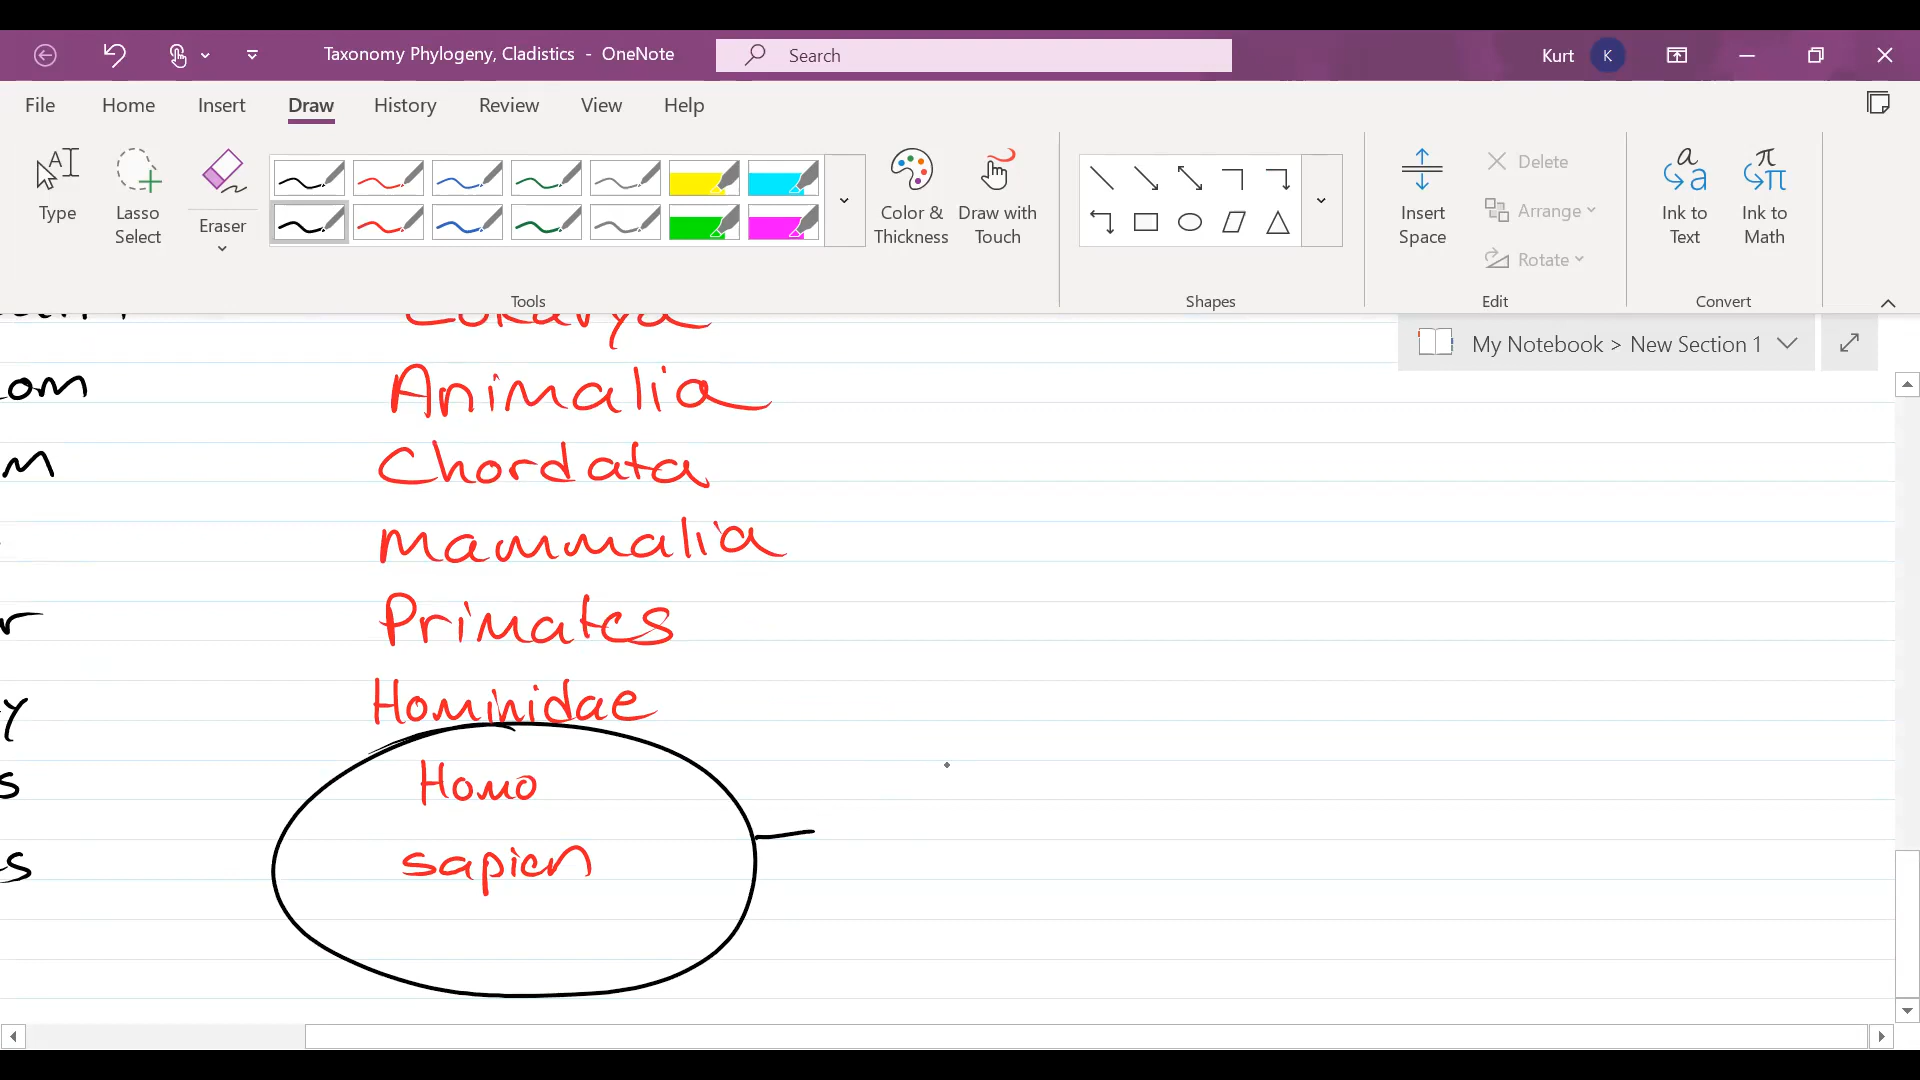 Taxonomy Phylogeny, Cladistics - OneNote
Search
Kurt K
File Home Insert Draw History Review View Help
Type
Lasso Select
Eraser
Color & Thickness
Draw with Touch
Insert Space
Delete
Arrange
Rotate
Ink to Text
Ink to Math
Tools Shapes Edit Convert
My Notebook > New Section 1
Eukarya
om Animalia
m Chordata
Mammalia
r Primates
y Hominidae
s Homo
s sapien